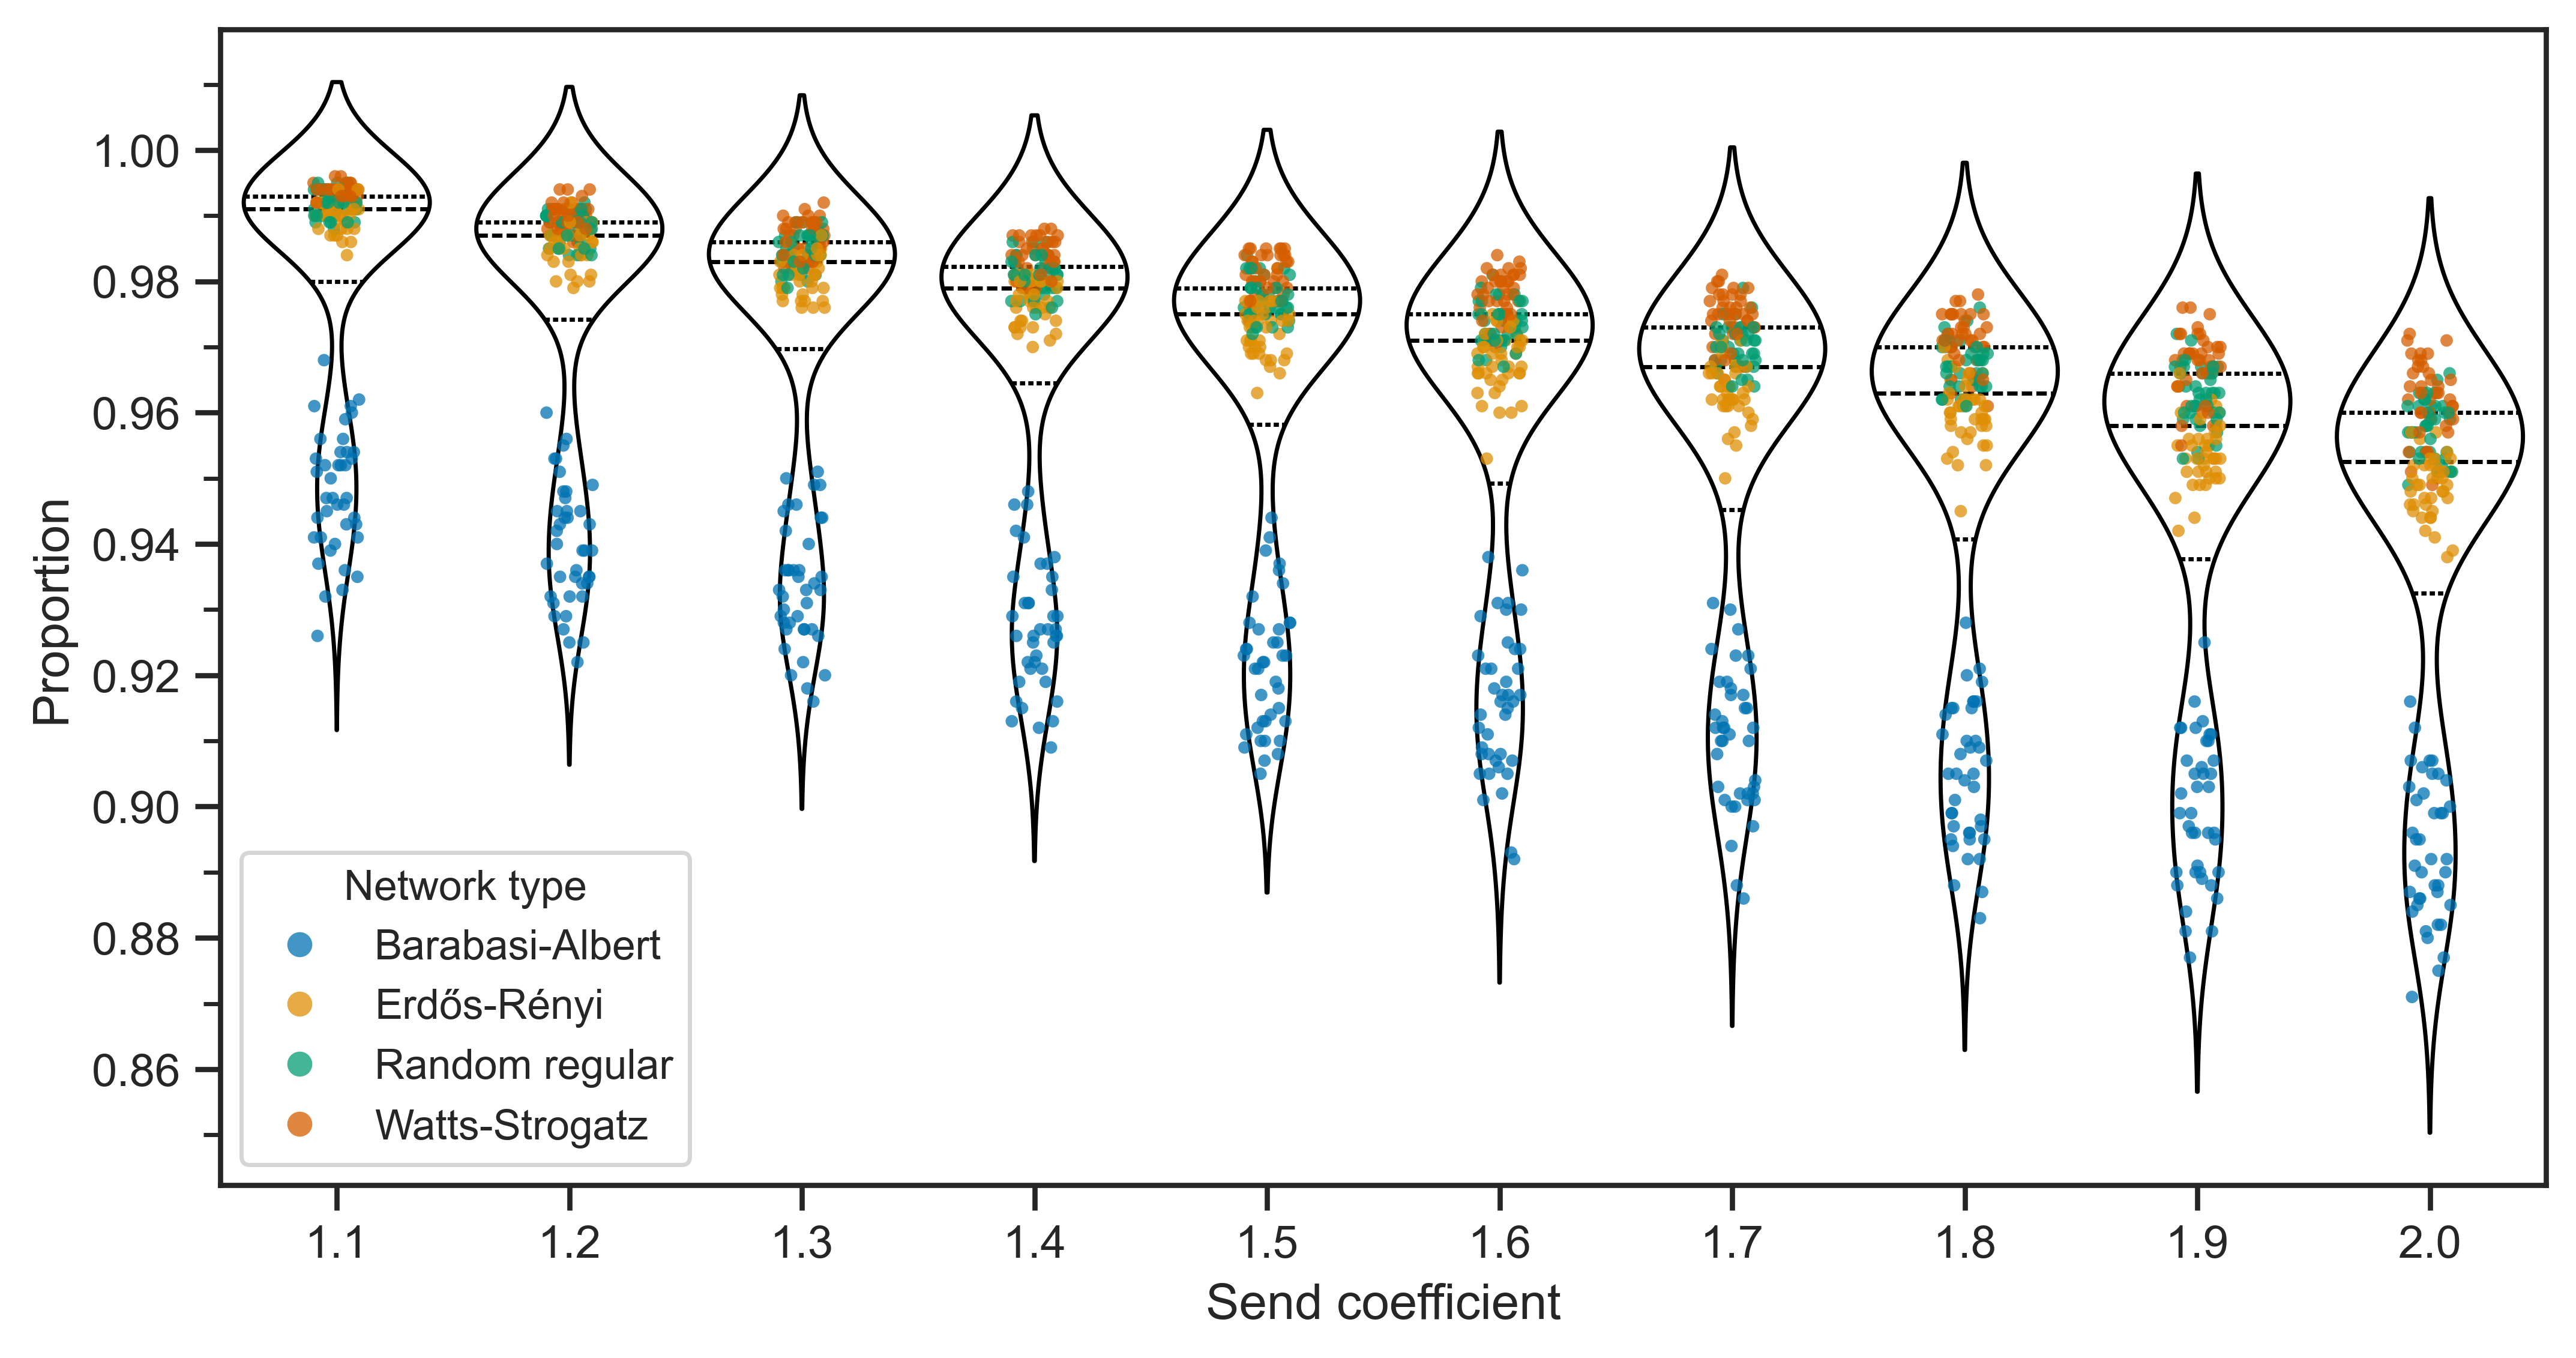 Proportion
1.00
0.98
0.96
0.94
0.92
0.90
0.88
0.86
Network type
Barabasi-Albert
Erdős-Rényi
Random regular
Watts-Strogatz
1.1 1.2 1.3 1.4 1.5 1.6 1.7 1.8 1.9 2.0
Send coefficient